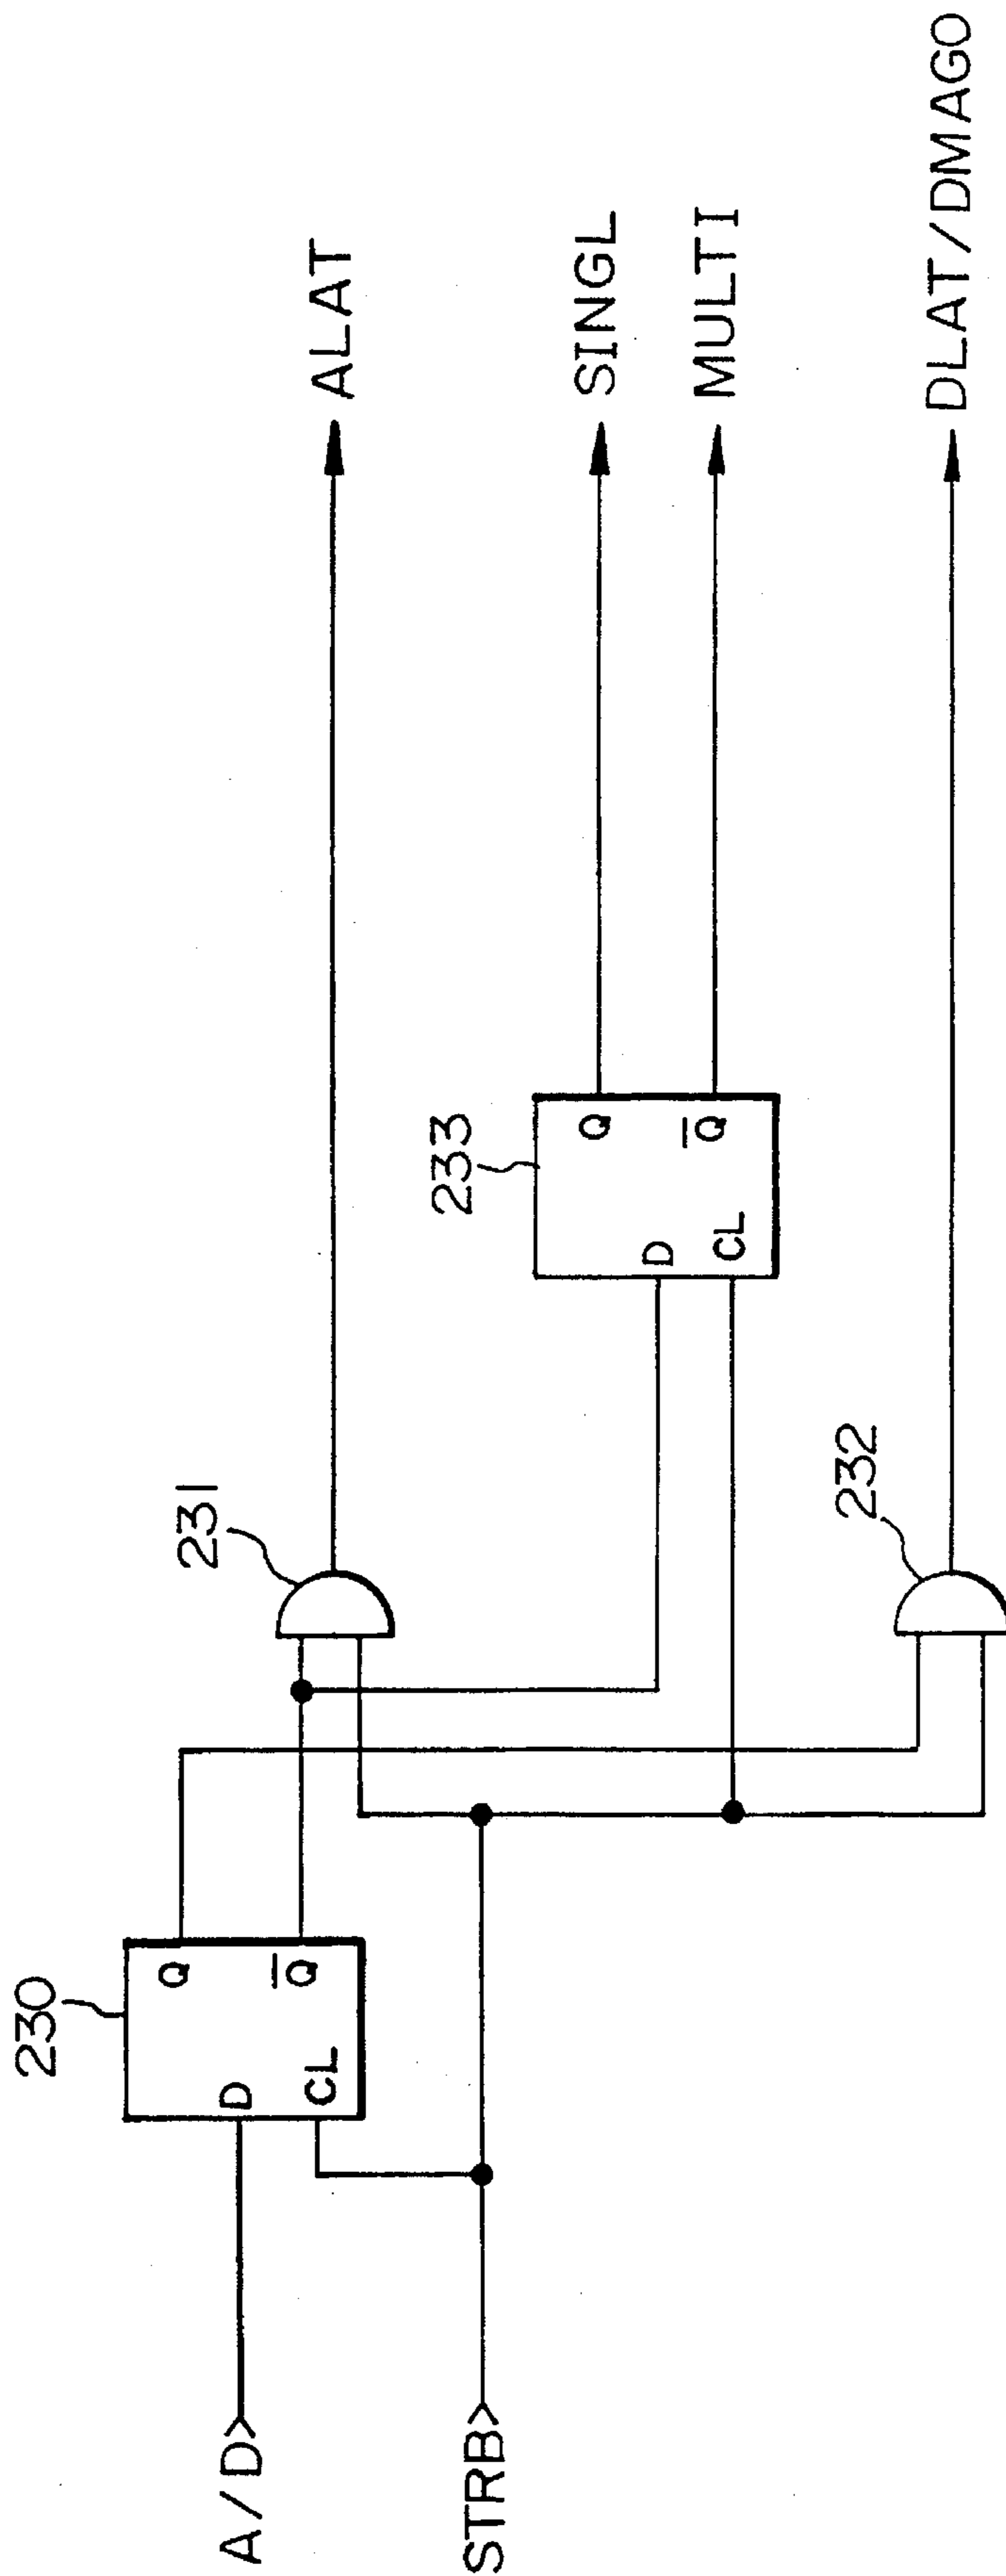 A/D
STRB
230
D
CL
Q
Q̅
231
232
233
D
CL
Q
Q̅
ALAT
SINGL
MULTI
DLAT/DMAGO